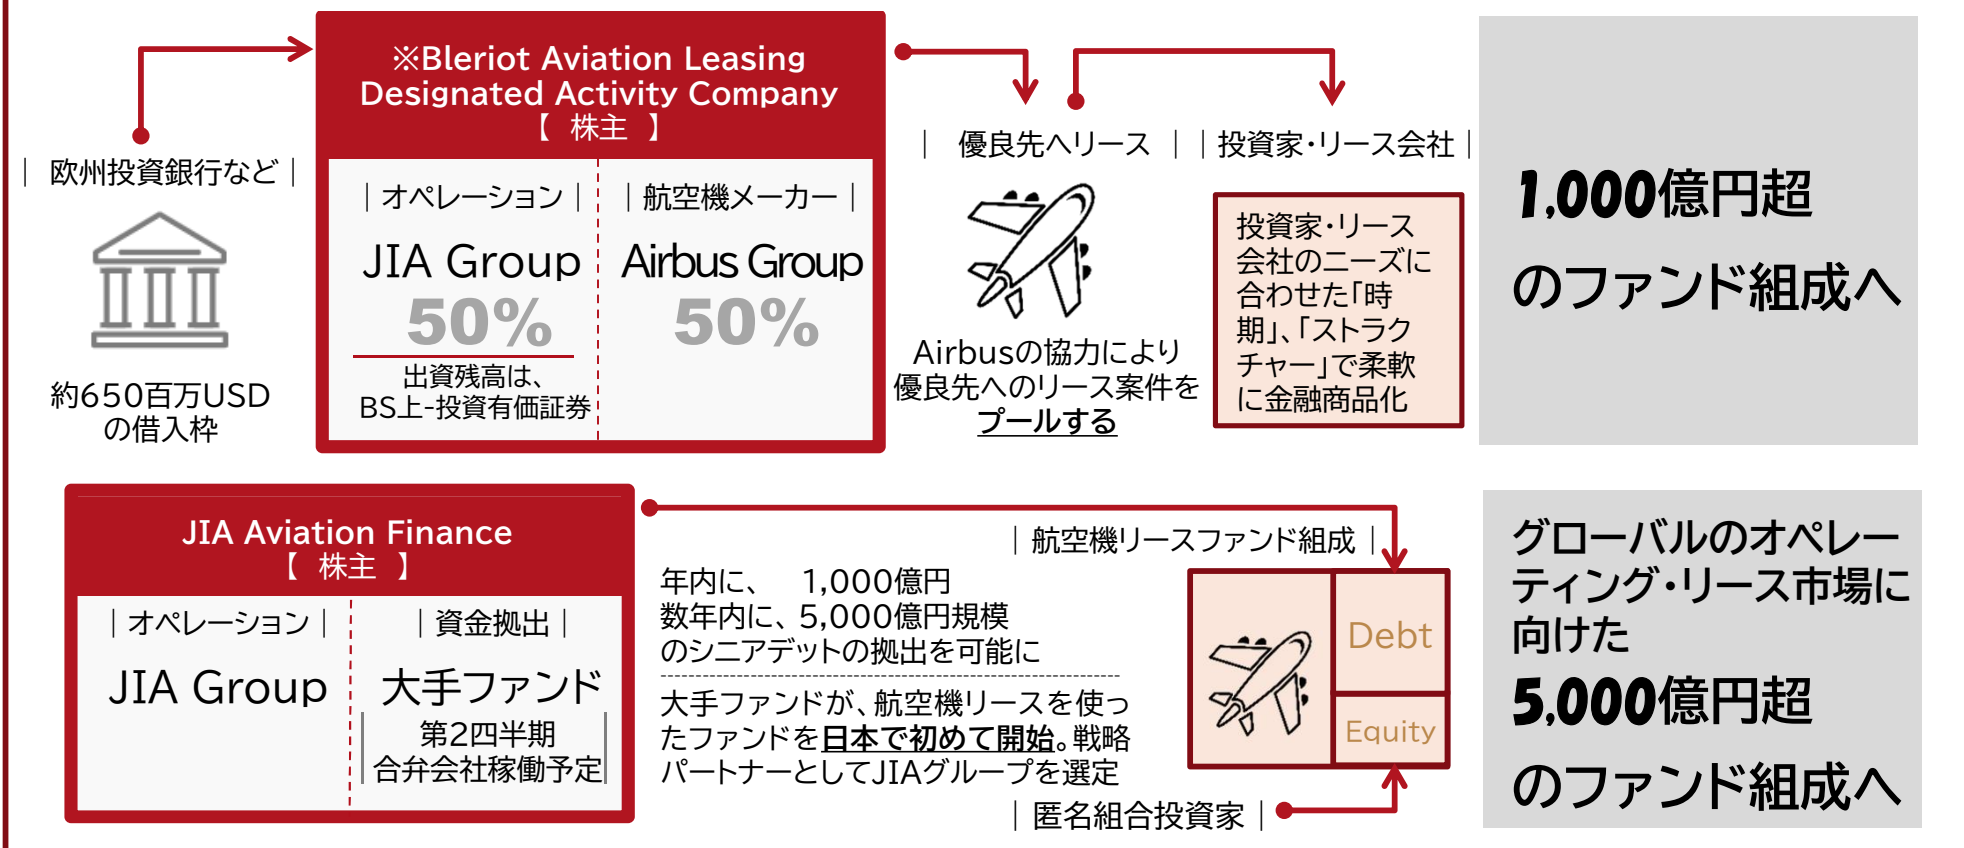 ※Bleriot Aviation Leasing
Designated Activity Company
【 株主 】
｜ 欧州投資銀行など｜
約650百万USD
の借入枠
｜オペレーション｜
JIA Group
50%
出資残高は、
BS上-投資有価証券
｜航空機メーカー｜
Airbus Group
50%
｜ 優良先へリース ｜
Airbusの協力により
優良先へのリース案件を
プールする
｜投資家・リース会社｜
投資家・リース
会社のニーズに
合わせた「時
期」、「ストラク
チャー」で柔軟
に金融商品化
1,000億円超
のファンド組成へ
JIA Aviation Finance
【 株主 】
｜オペレーション｜
JIA Group
｜資金拠出｜
大手ファンド
第2四半期
合弁会社稼働予定
｜航空機リースファンド組成｜
年内に、 1,000億円
数年内に、5,000億円規模
のシニアデットの拠出を可能に
大手ファンドが、航空機リースを使っ
たファンドを日本で初めて開始。戦略
パートナーとしてJIAグループを選定
Debt
Equity
｜匿名組合投資家｜
グローバルのオペレー
ティング・リース市場に
向けた
5,000億円超
のファンド組成へ